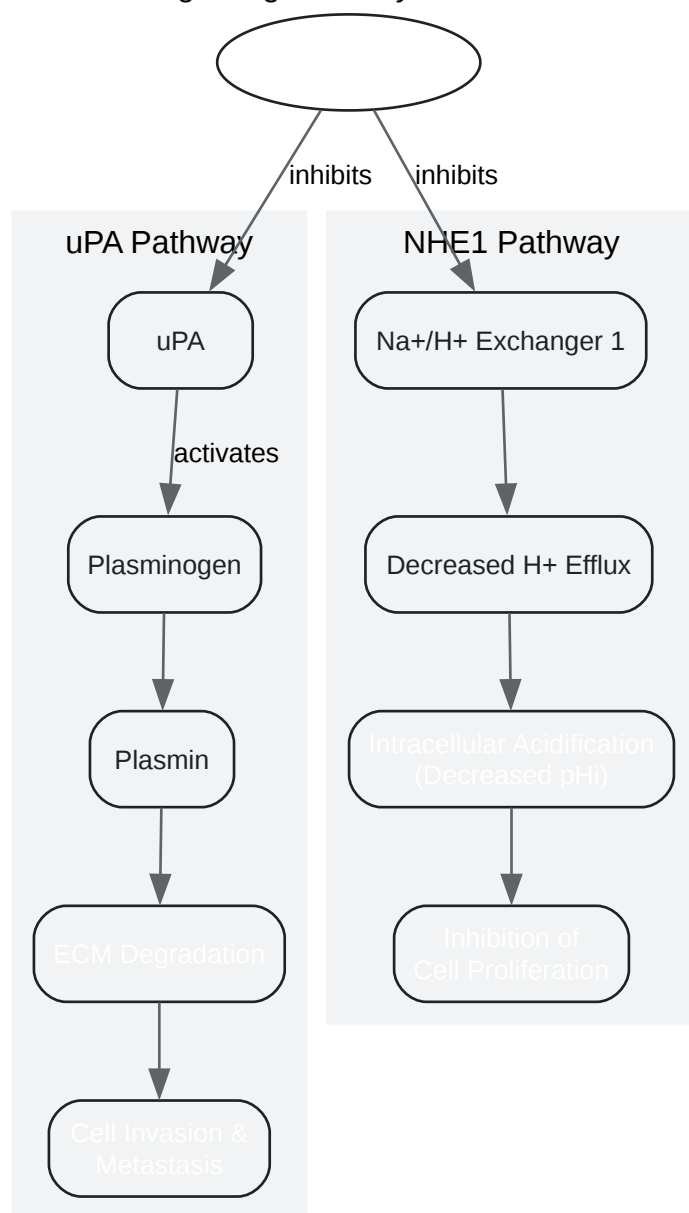 inhibits
inhibits
uPA Pathway
NHE1 Pathway
uPA
Na+/H+ Exchanger 1
activates
Plasminogen
Decreased H+ Efflux
Plasmin
Intracellular Acidification
(Decreased pHi)
ECM Degradation
Inhibition of
Cell Proliferation
Cell Invasion &
Metastasis